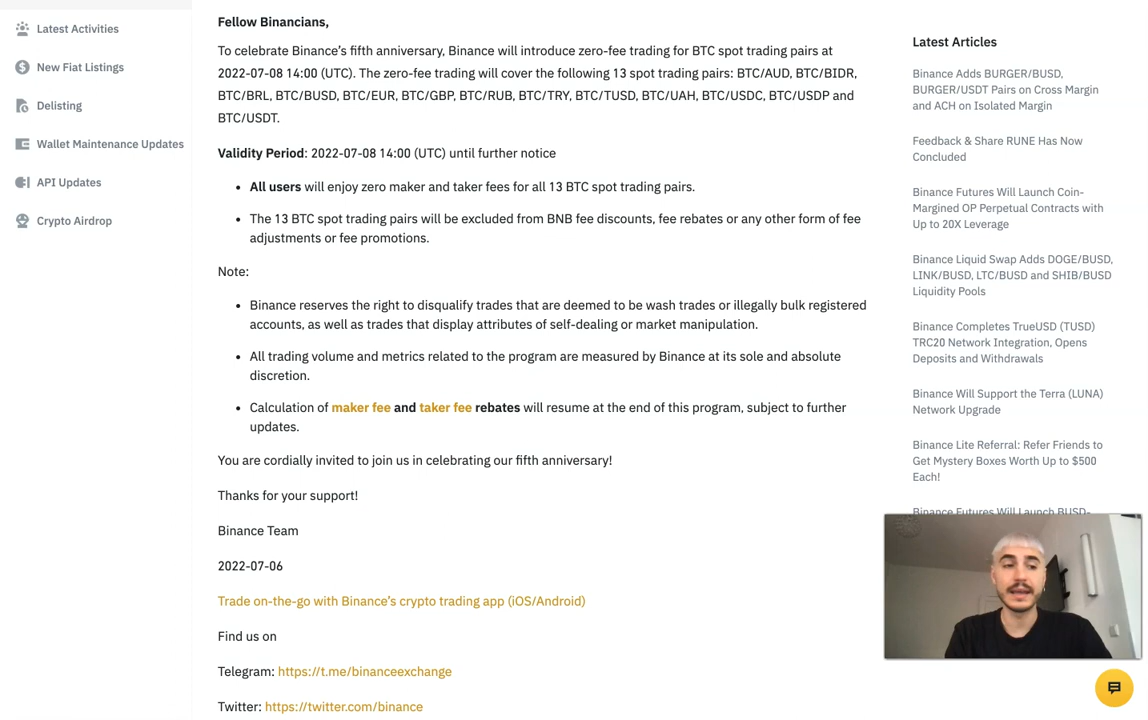 Latest Activities
New Fiat Listings
Delisting
Wallet Maintenance Updates
API Updates
Crypto Airdrop
Fellow Binancians,
To celebrate Binance’s fifth anniversary, Binance will introduce zero-fee trading for BTC spot trading pairs at
2022-07-08 14:00 (UTC). The zero-fee trading will cover the following 13 spot trading pairs: BTC/AUD, BTC/BIDR,
BTC/BRL, BTC/BUSD, BTC/EUR, BTC/GBP, BTC/RUB, BTC/TRY, BTC/TUSD, BTC/UAH, BTC/USDC, BTC/USDP and
BTC/USDT.
Validity Period: 2022-07-08 14:00 (UTC) until further notice
• All users will enjoy zero maker and taker fees for all 13 BTC spot trading pairs.
• The 13 BTC spot trading pairs will be excluded from BNB fee discounts, fee rebates or any other form of fee
adjustments or fee promotions.
Note:
• Binance reserves the right to disqualify trades that are deemed to be wash trades or illegally bulk registered
accounts, as well as trades that display attributes of self-dealing or market manipulation.
• All trading volume and metrics related to the program are measured by Binance at its sole and absolute
discretion.
• Calculation of maker fee and taker fee rebates will resume at the end of this program, subject to further
updates.
You are cordially invited to join us in celebrating our fifth anniversary!
Thanks for your support!
Binance Team
2022-07-06
Trade on-the-go with Binance’s crypto trading app (iOS/Android)
Find us on
Telegram: https://t.me/binanceexchange
Twitter: https://twitter.com/binance
Latest Articles
Binance Adds BURGER/BUSD,
BURGER/USDT Pairs on Cross Margin
and ACH on Isolated Margin
Feedback & Share RUNE Has Now
Concluded
Binance Futures Will Launch Coin-
Margined OP Perpetual Contracts with
Up to 20X Leverage
Binance Liquid Swap Adds DOGE/BUSD,
LINK/BUSD, LTC/BUSD and SHIB/BUSD
Liquidity Pools
Binance Completes TrueUSD (TUSD)
TRC20 Network Integration, Opens
Deposits and Withdrawals
Binance Will Support the Terra (LUNA)
Network Upgrade
Binance Lite Referral: Refer Friends to
Get Mystery Boxes Worth Up to $500
Each!
Binance Futures Will Launch BUSD-